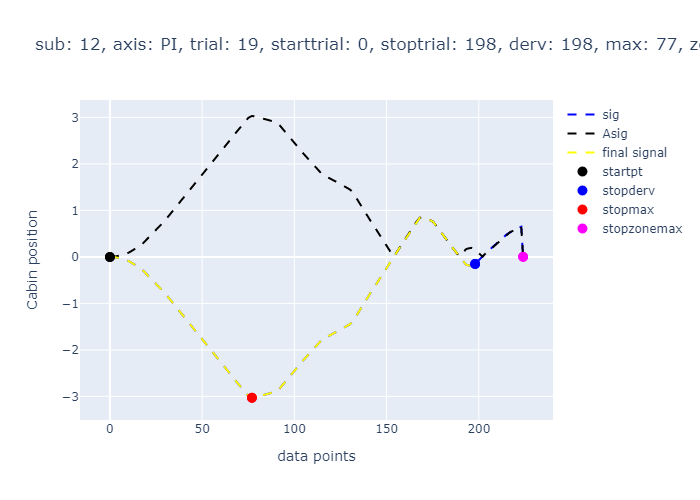 sub: 12, axis: PI, trial: 19, starttrial: 0, stoptrial: 198, derv: 198, max: 77,
3
2
1
0
−1
−2
−3
Cabin position
0
50
100
150
200
data points
sig
Asig
final signal
startpt
stopderv
stopmax
stopzonemax